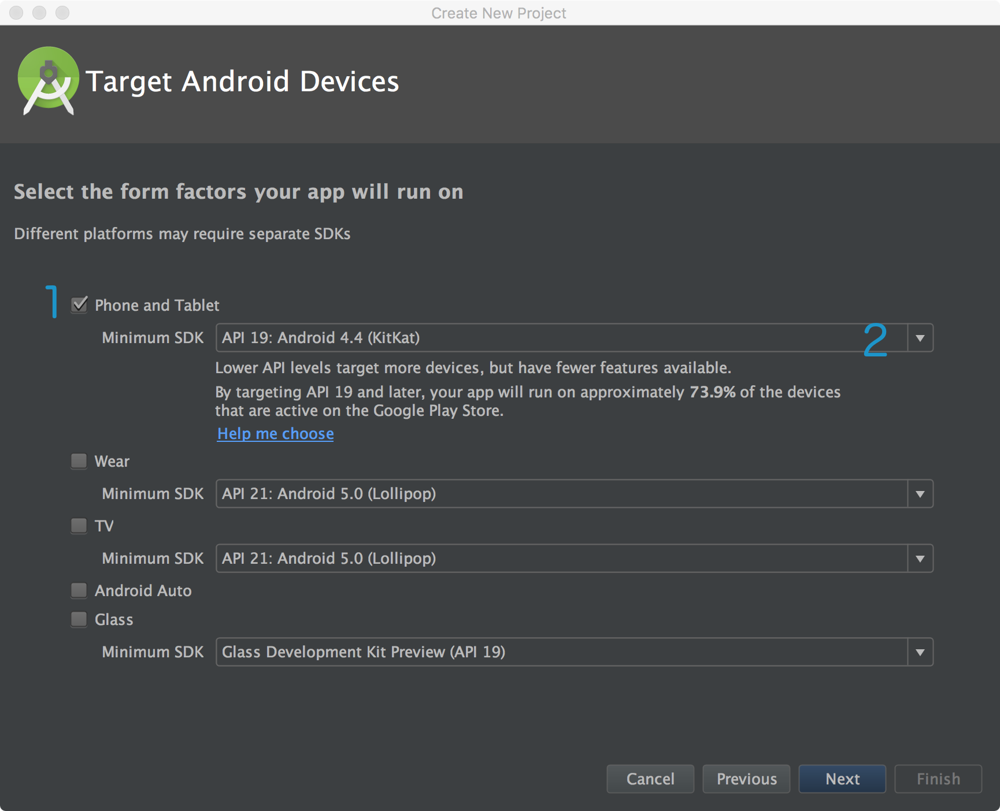 Create New Project
Target Android Devices
Select the form factors your app will run on
Different platforms may require separate SDKs
1 Phone and Tablet
Minimum SDK API 19: Android 4.4 (KitKat) 2
Lower API levels target more devices, but have fewer features available.
By targeting API 19 and later, your app will run on approximately 73.9% of the devices
that are active on the Google Play Store.
Help me choose
Wear
Minimum SDK API 21: Android 5.0 (Lollipop)
TV
Minimum SDK API 21: Android 5.0 (Lollipop)
Android Auto
Glass
Minimum SDK Glass Development Kit Preview (API 19)
Cancel Previous Next Finish